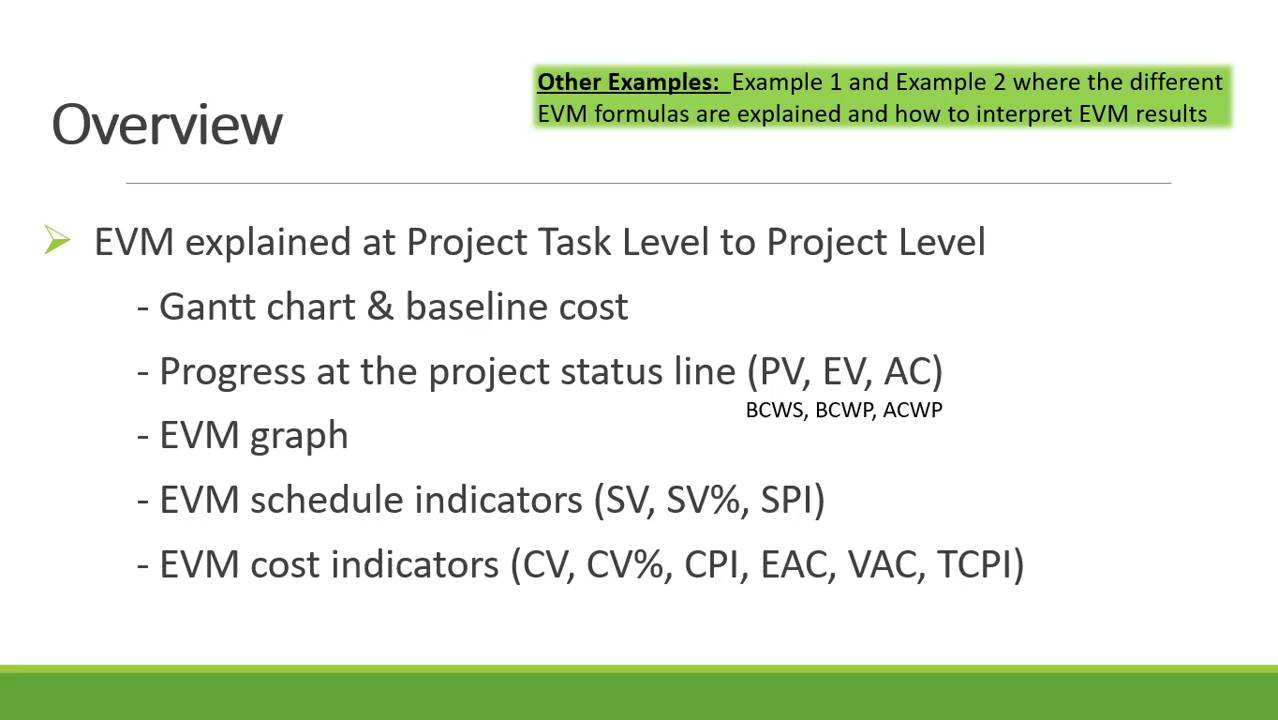 Other Examples: Example 1 and Example 2 where the different
EVM formulas are explained and how to interpret EVM results
Overview
EVM explained at Project Task Level to Project Level
- Gantt chart & baseline cost
- Progress at the project status line (PV, EV, AC)
BCWS, BCWP, ACWP
- EVM graph
- EVM schedule indicators (SV, SV%, SPI)
- EVM cost indicators (CV, CV%, CPI, EAC, VAC, TCPI)